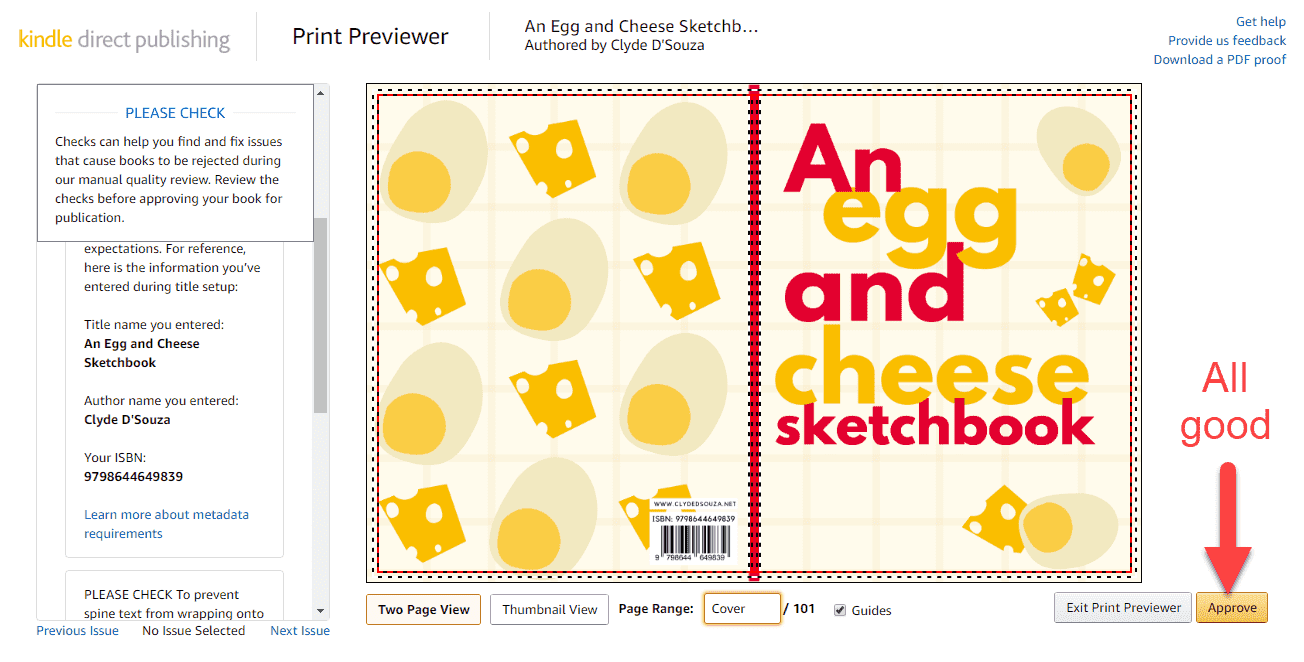 kindle direct publishing
Print Previewer
An Egg and Cheese Sketchb...
Authored by Clyde D'Souza
Get help
Provide us feedback
Download a PDF proof
PLEASE CHECK
Checks can help you find and fix issues
that cause books to be rejected during
our manual quality review. Review the
checks before approving your book for
publication.
expectations. For reference,
here is the information you've
entered during title setup:
Title name you entered:
An Egg and Cheese
Sketchbook
Author name you entered:
Clyde D'Souza
Your ISBN:
9798644649839
Learn more about metadata
requirements
PLEASE CHECK To prevent
spine text from wrapping onto
Previous Issue
No Issue Selected
Next Issue
An
egg
and
cheese
sketchbook
WWW.CLYDEDSOUZA.NET
ISBN: 9798644649839
9 798644 649839
All
good
Two Page View
Thumbnail View
Page Range:
Cover
/ 101
Guides
Exit Print Previewer
Approve